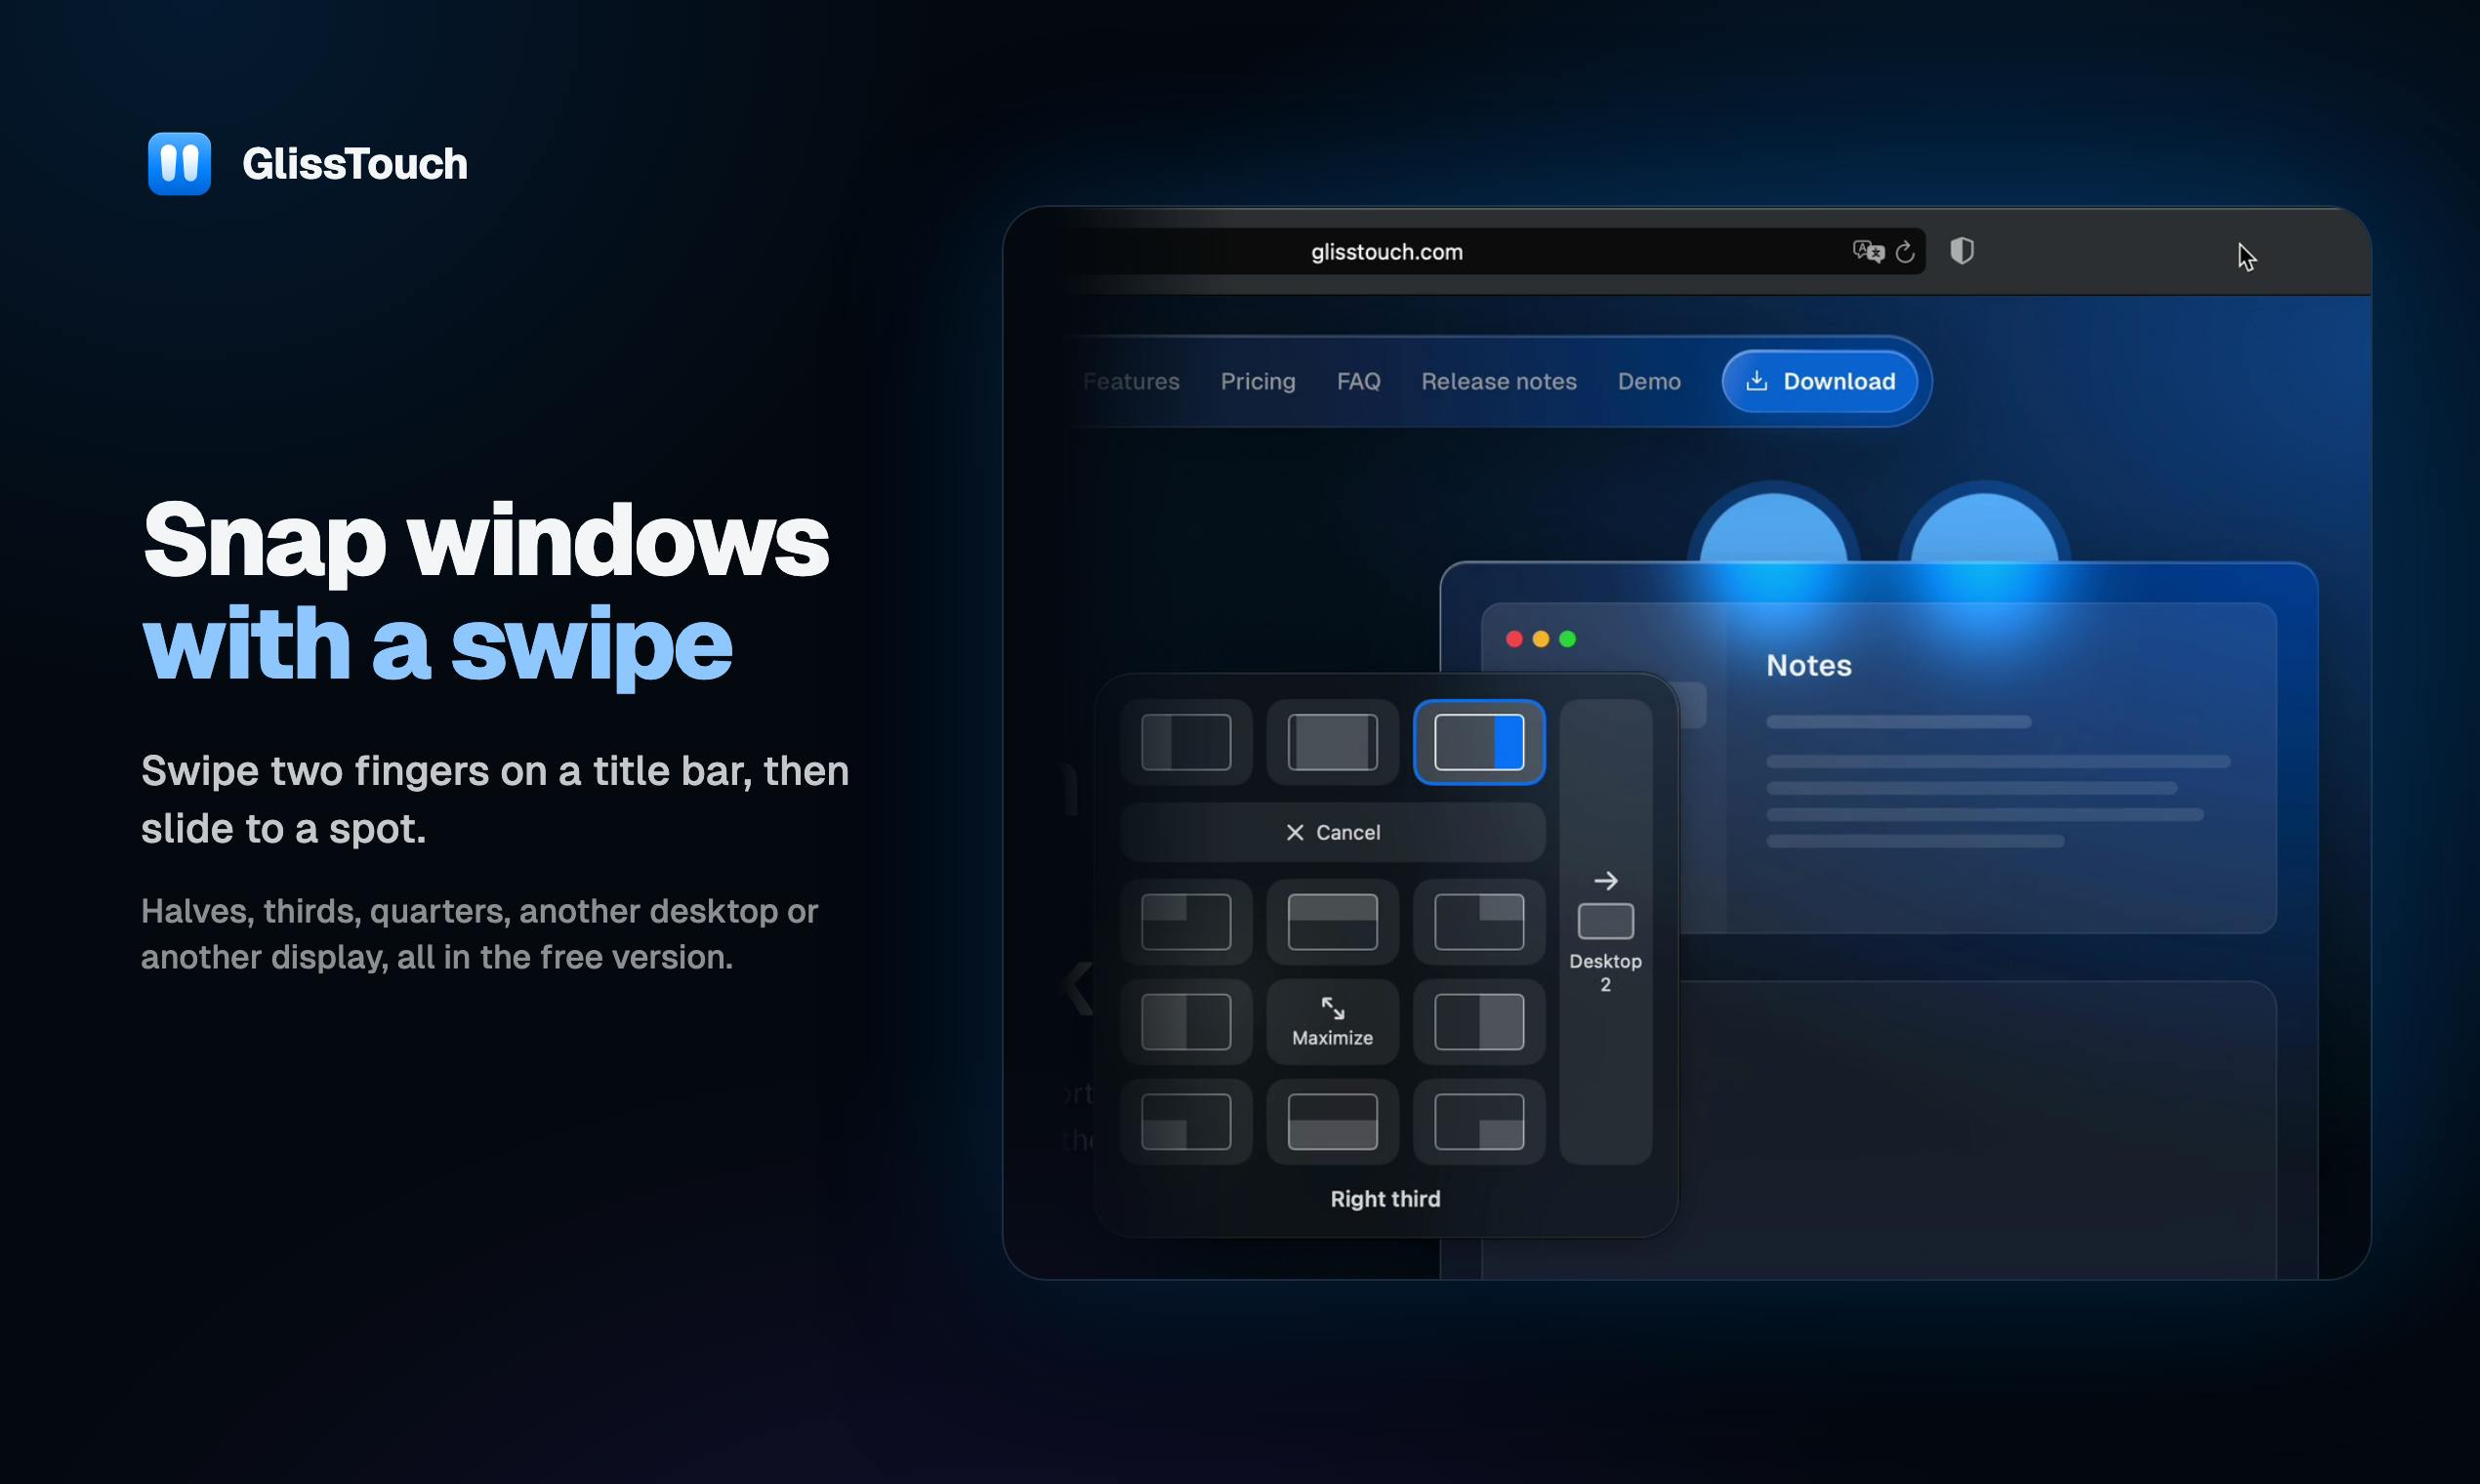 GlissTouch
Snap windows
with a swipe
Swipe two fingers on a title bar, then
slide to a spot.
Halves, thirds, quarters, another desktop or
another display, all in the free version.
glisstouch.com
Features Pricing FAQ Release notes Demo Download
Notes
Cancel
Desktop
2
Maximize
Right third